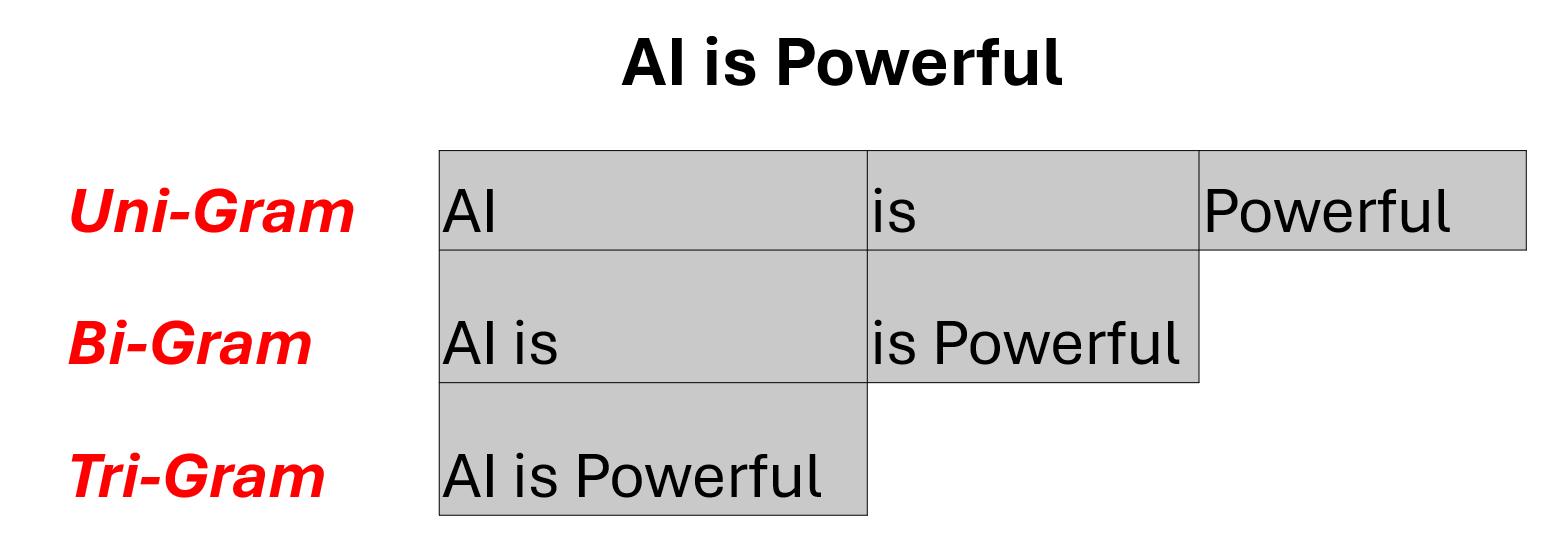 AI is Powerful
Uni-Gram AI is Powerful
Bi-Gram AI is is Powerful
Tri-Gram AI is Powerful